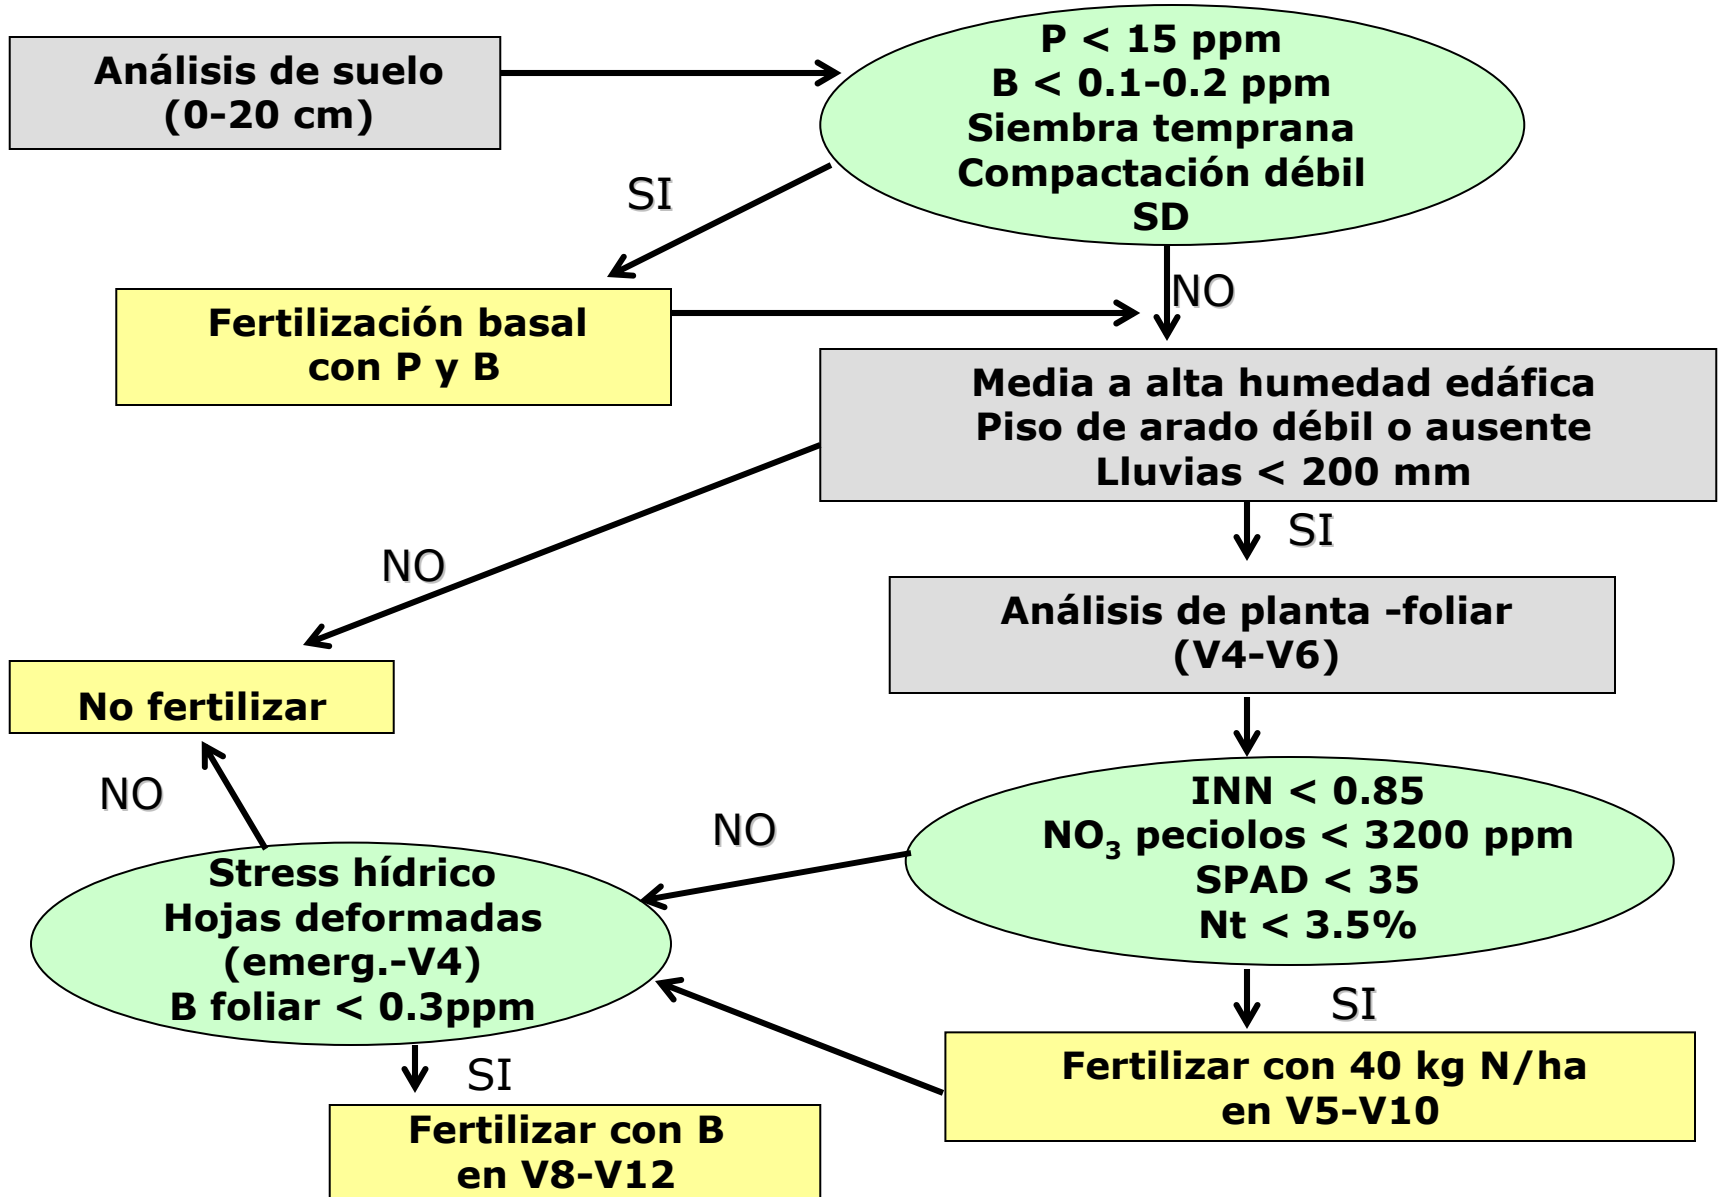 Análisis de suelo
(0-20 cm)
P < 15 ppm
B < 0.1-0.2 ppm
Siembra temprana
Compactación débil
SD
SI
NO
Fertilización basal
con P y B
Media a alta humedad edáfica
Piso de arado débil o ausente
Lluvias < 200 mm
NO
SI
Análisis de planta -foliar
(V4-V6)
No fertilizar
NO
NO
INN < 0.85
NO₃ peciolos < 3200 ppm
SPAD < 35
Nt < 3.5%
Stress hídrico
Hojas deformadas
(emerg.-V4)
B foliar < 0.3ppm
SI
SI
Fertilizar con 40 kg N/ha
en V5-V10
Fertilizar con B
en V8-V12